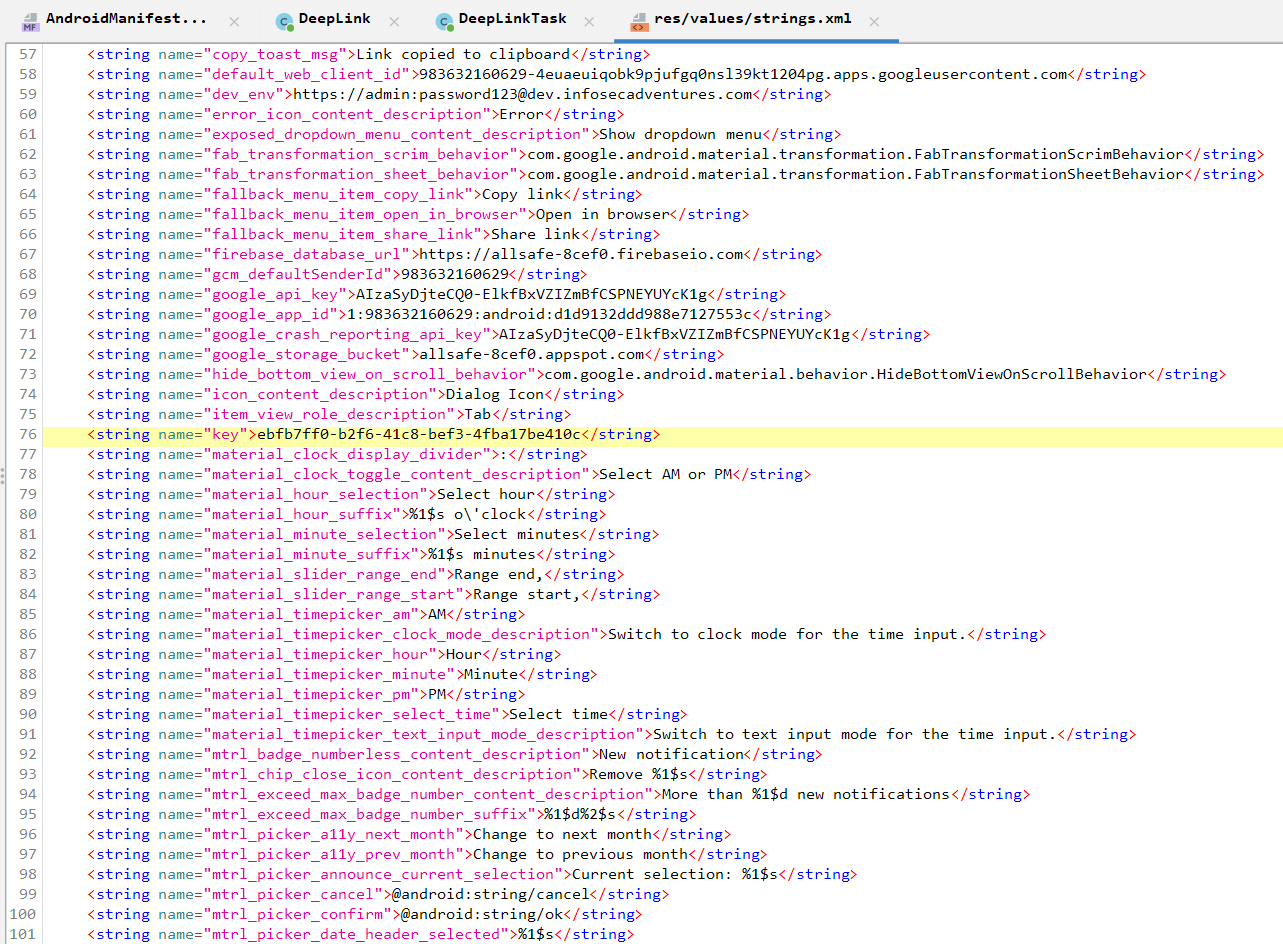 AndroidManifest...
DeepLink
DeepLinkTask
res/values/strings.xml
57 <string name="copy_toast_msg">Link copied to clipboard</string>
58 <string name="default_web_client_id">983632160629-4euaeuiqobk9pjufgq0nsl39kt1204pg.apps.googleusercontent.com</string>
59 <string name="dev_env">https://admin:password123@dev.infosecadventures.com</string>
60 <string name="error_icon_content_description">Error</string>
61 <string name="exposed_dropdown_menu_content_description">Show dropdown menu</string>
62 <string name="fab_transformation_scrim_behavior">com.google.android.material.transformation.FabTransformationScrimBehavior</string>
63 <string name="fab_transformation_sheet_behavior">com.google.android.material.transformation.FabTransformationSheetBehavior</string>
64 <string name="fallback_menu_item_copy_link">Copy link</string>
65 <string name="fallback_menu_item_open_in_browser">Open in browser</string>
66 <string name="fallback_menu_item_share_link">Share link</string>
67 <string name="firebase_database_url">https://allsafe-8cef0.firebaseio.com</string>
68 <string name="gcm_defaultSenderId">983632160629</string>
69 <string name="google_api_key">AIzaSyDjteCQ0-ElkfBxVZIZmBfCSPNEYUYcK1g</string>
70 <string name="google_app_id">1:983632160629:android:d1d9132ddd988e7127553c</string>
71 <string name="google_crash_reporting_api_key">AIzaSyDjteCQ0-ElkfBxVZIZmBfCSPNEYUYcK1g</string>
72 <string name="google_storage_bucket">allsafe-8cef0.appspot.com</string>
73 <string name="hide_bottom_view_on_scroll_behavior">com.google.android.material.behavior.HideBottomViewOnScrollBehavior</string>
74 <string name="icon_content_description">Dialog Icon</string>
75 <string name="item_view_role_description">Tab</string>
76 <string name="key">ebfb7ff0-b2f6-41c8-bef3-4fba17be410c</string>
77 <string name="material_clock_display_divider">:</string>
78 <string name="material_clock_toggle_content_description">Select AM or PM</string>
79 <string name="material_hour_selection">Select hour</string>
80 <string name="material_hour_suffix">%1$s o\'clock</string>
81 <string name="material_minute_selection">Select minutes</string>
82 <string name="material_minute_suffix">%1$s minutes</string>
83 <string name="material_slider_range_end">Range end,</string>
84 <string name="material_slider_range_start">Range start,</string>
85 <string name="material_timepicker_am">AM</string>
86 <string name="material_timepicker_clock_mode_description">Switch to clock mode for the time input.</string>
87 <string name="material_timepicker_hour">Hour</string>
88 <string name="material_timepicker_minute">Minute</string>
89 <string name="material_timepicker_pm">PM</string>
90 <string name="material_timepicker_select_time">Select time</string>
91 <string name="material_timepicker_text_input_mode_description">Switch to text input mode for the time input.</string>
92 <string name="mtrl_badge_numberless_content_description">New notification</string>
93 <string name="mtrl_chip_close_icon_content_description">Remove %1$s</string>
94 <string name="mtrl_exceed_max_badge_number_content_description">More than %1$d new notifications</string>
95 <string name="mtrl_exceed_max_badge_number_suffix">%1$d%2$s</string>
96 <string name="mtrl_picker_a11y_next_month">Change to next month</string>
97 <string name="mtrl_picker_a11y_prev_month">Change to previous month</string>
98 <string name="mtrl_picker_announce_current_selection">Current selection: %1$s</string>
99 <string name="mtrl_picker_cancel">@android:string/cancel</string>
100 <string name="mtrl_picker_confirm">@android:string/ok</string>
101 <string name="mtrl_picker_date_header_selected">%1$s</string>